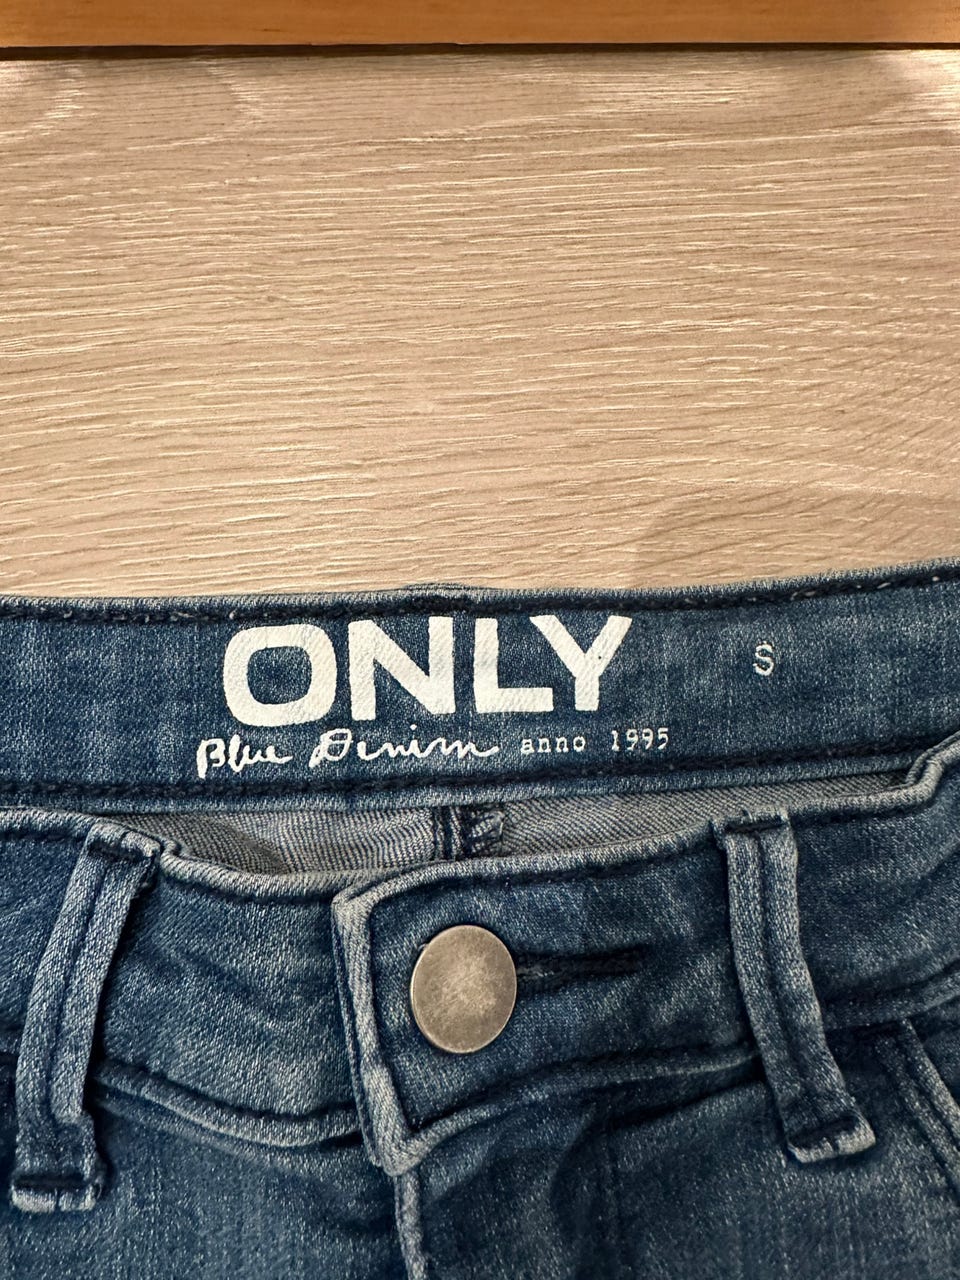 ONLY S
Blue Denim anno 1995